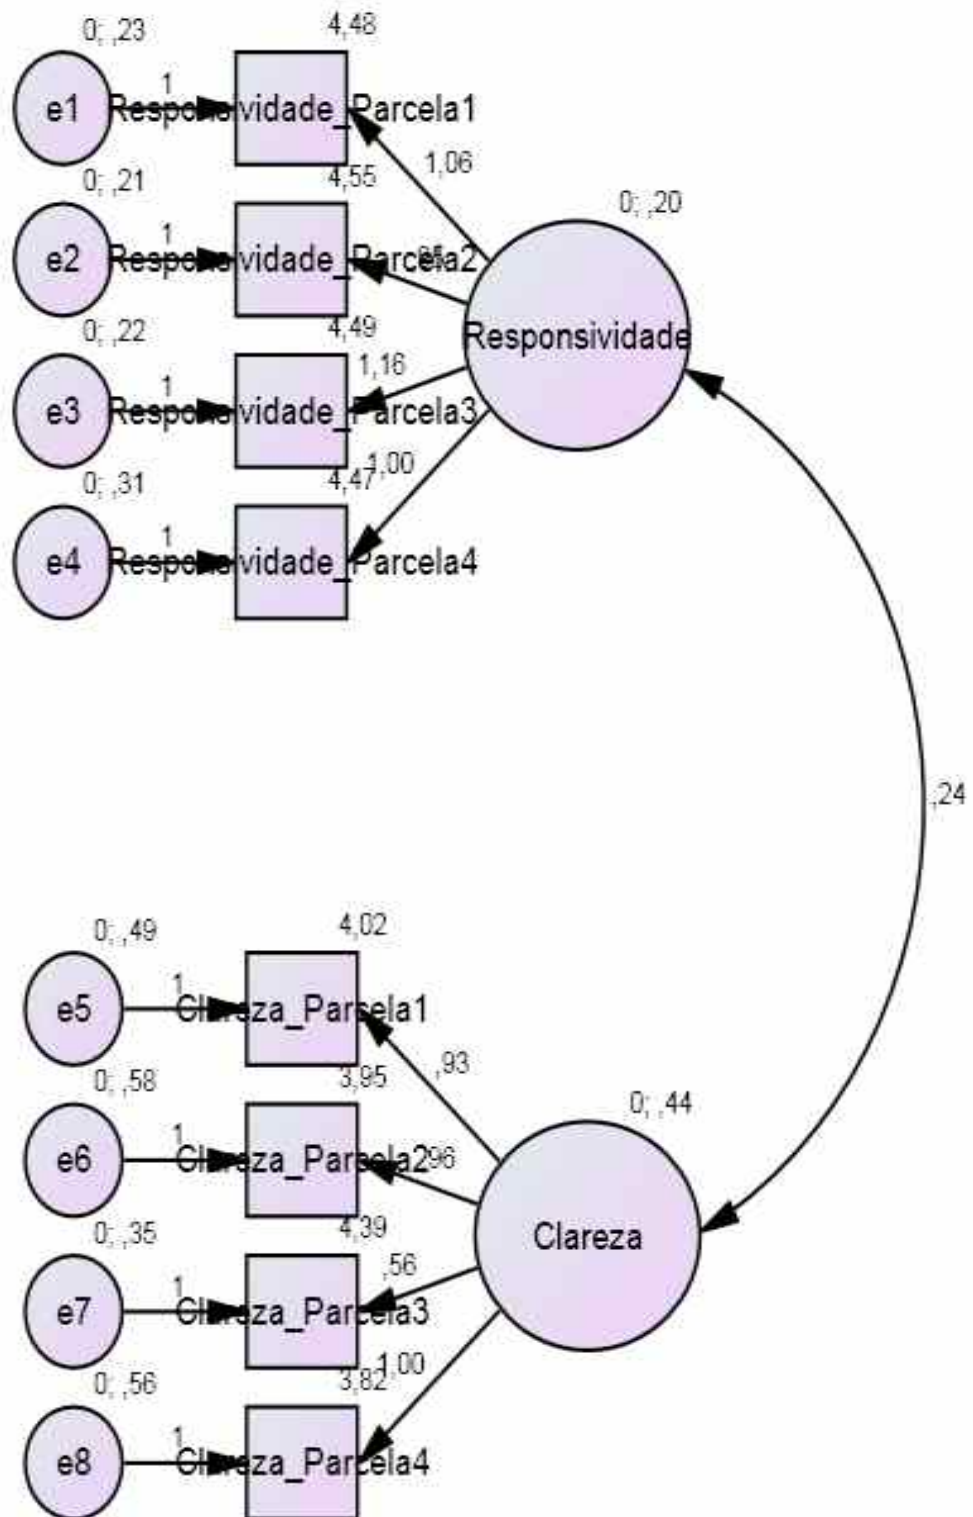 0; ,23
4,48
e1
1
Responsividade_Parcela1
1,06
0; ,21
4,55
0; ,20
e2
1
Responsividade_Parcela2
0; ,22
4,49
Responsividade
1,16
e3
1
Responsividade_Parcela3
0; ,31
4,47
1,00
e4
1
Responsividade_Parcela4
,24
0; ,49
4,02
e5
1
Clareza_Parcela1
,93
0; ,58
3,95
0; ,44
e6
1
Clareza_Parcela2
,96
0; ,35
4,39
Clareza
,56
e7
1
Clareza_Parcela3
0; ,56
3,82
1,00
e8
1
Clareza_Parcela4